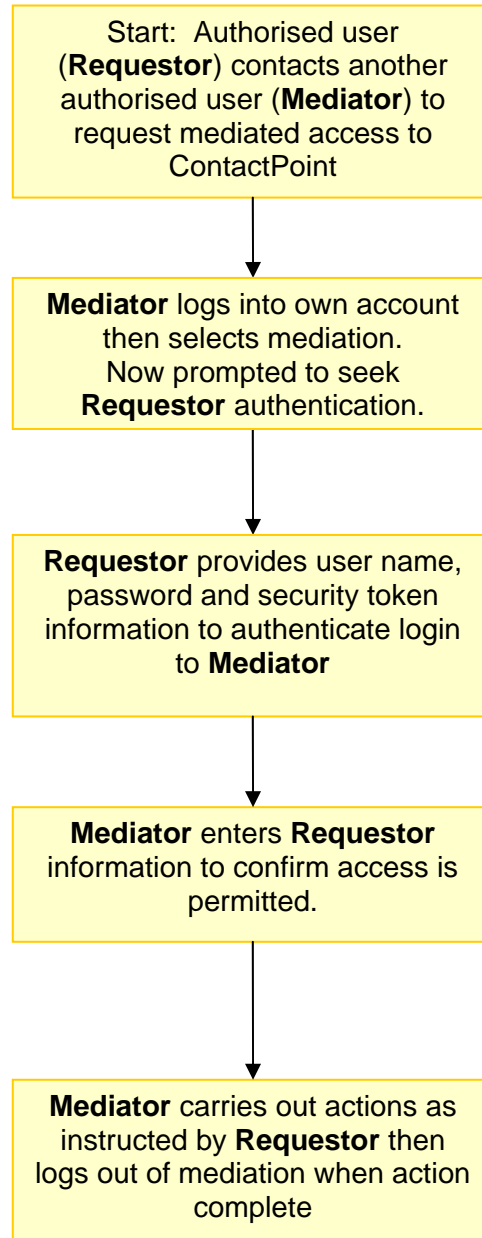 Start:  Authorised user
(Requestor) contacts another
authorised user (Mediator) to
request mediated access to
ContactPoint
Mediator logs into own account
then selects mediation.
Now prompted to seek
Requestor authentication.
Requestor provides user name,
password and security token
information to authenticate login
to Mediator
Mediator enters Requestor
information to confirm access is
permitted.
Mediator carries out actions as
instructed by Requestor then
logs out of mediation when action
complete